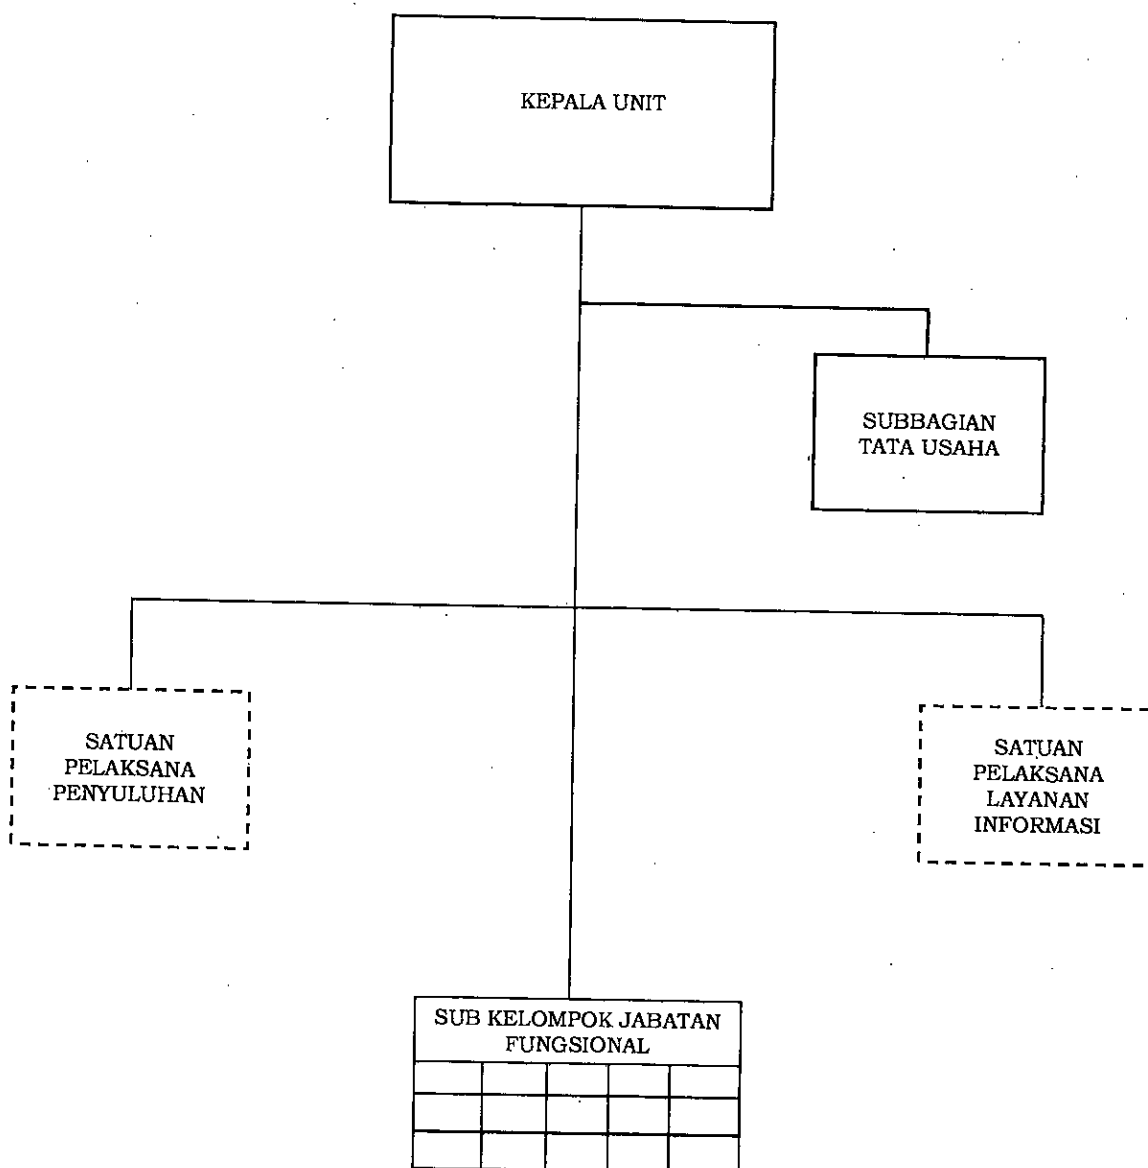 KEPALA UNIT
SUBBAGIAN
TATA USAHA
SATUAN
PELAKSANA
PENYULUHAN
SATUAN
PELAKSANA
LAYANAN
INFORMASI
SUB KELOMPOK JABATAN
FUNGSIONAL